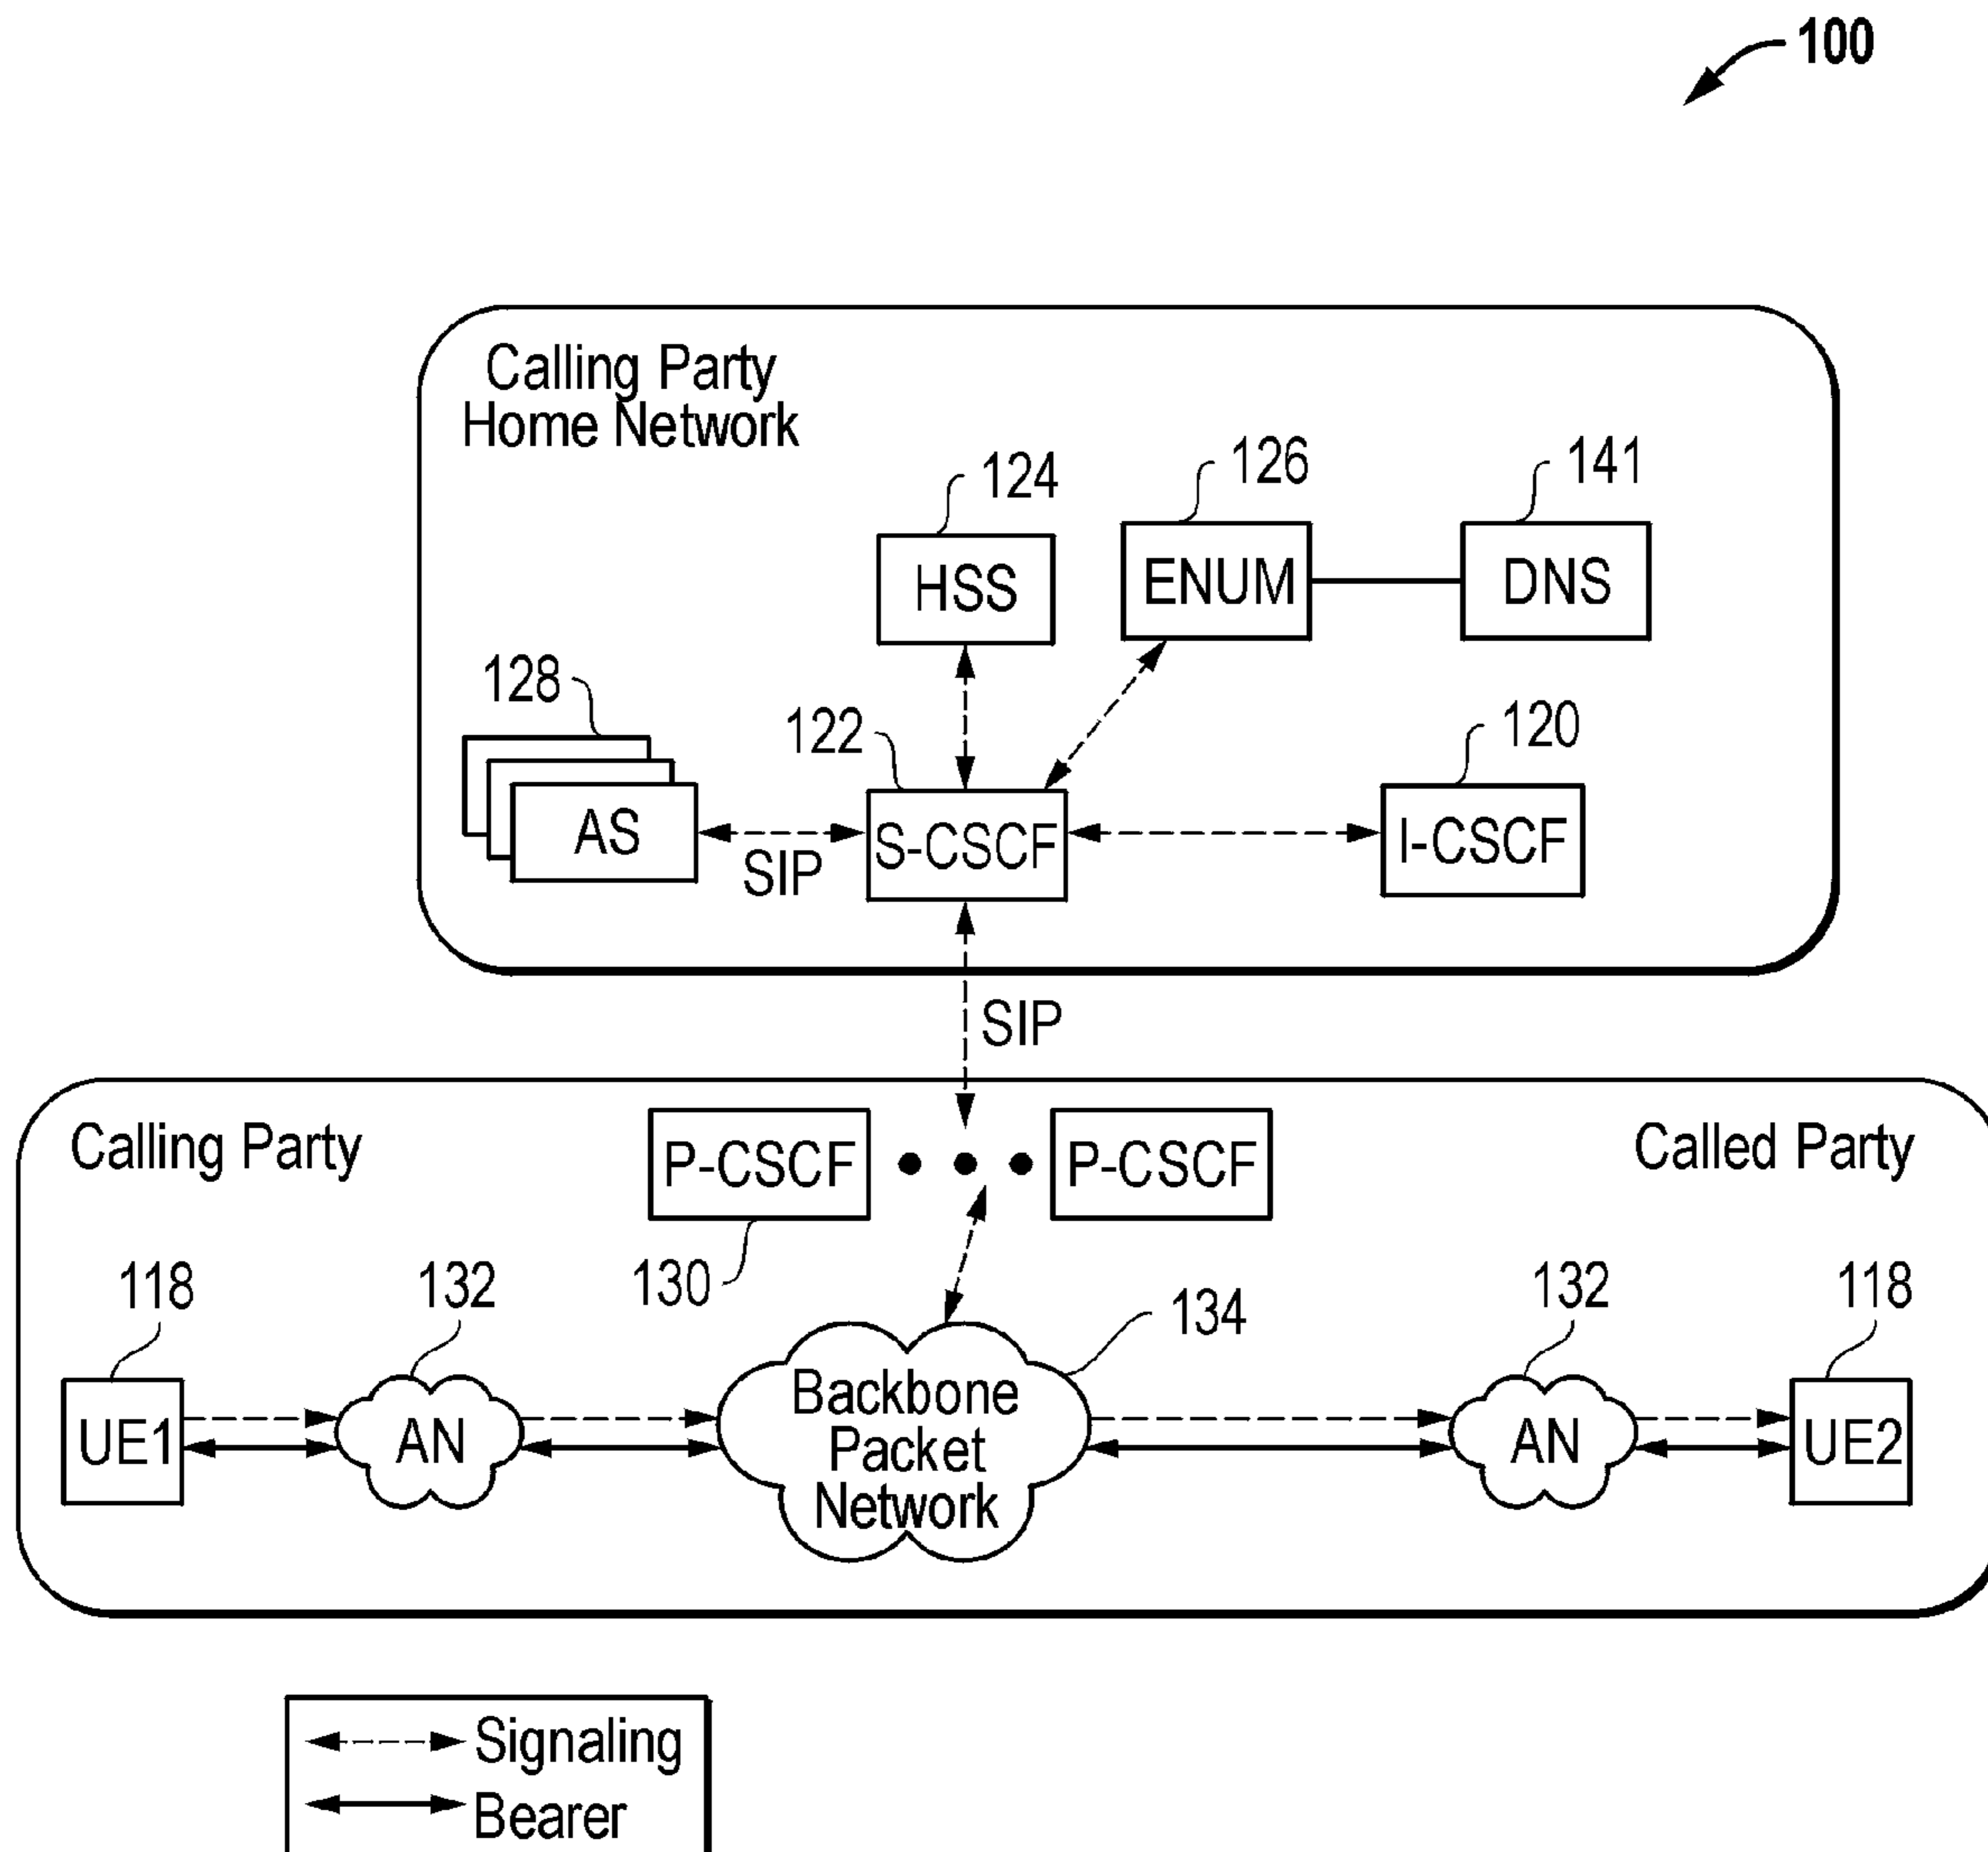 100
Calling Party
Home Network
124
126
141
HSS
ENUM
DNS
128
122
120
AS
SIP
S-CSCF
I-CSCF
SIP
Calling Party
P-CSCF
P-CSCF
Called Party
118
132
130
134
132
118
UE1
AN
Backbone
Packet
Network
AN
UE2
Signaling
Bearer